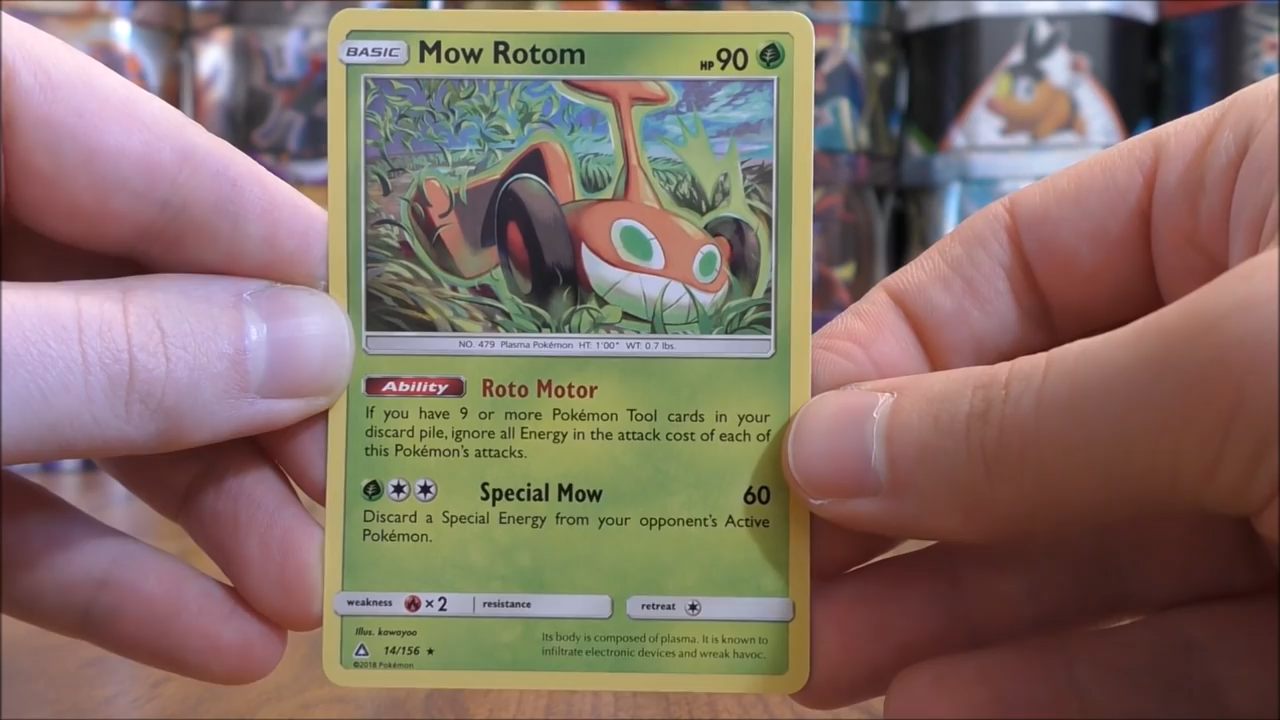 BASIC Mow Rotom HP 90
NO. 479 Plasma Pokémon HT: 1'00" WT: 0.7 lbs.
Ability Roto Motor
If you have 9 or more Pokémon Tool cards in your
discard pile, ignore all Energy in the attack cost of each of
this Pokémon's attacks.
Special Mow 60
Discard a Special Energy from your opponent's Active
Pokémon.
weakness ×2 resistance retreat
Illus. kawayoo
14/156 ★
©2018 Pokémon
Its body is composed of plasma. It is known to
infiltrate electronic devices and wreak havoc.